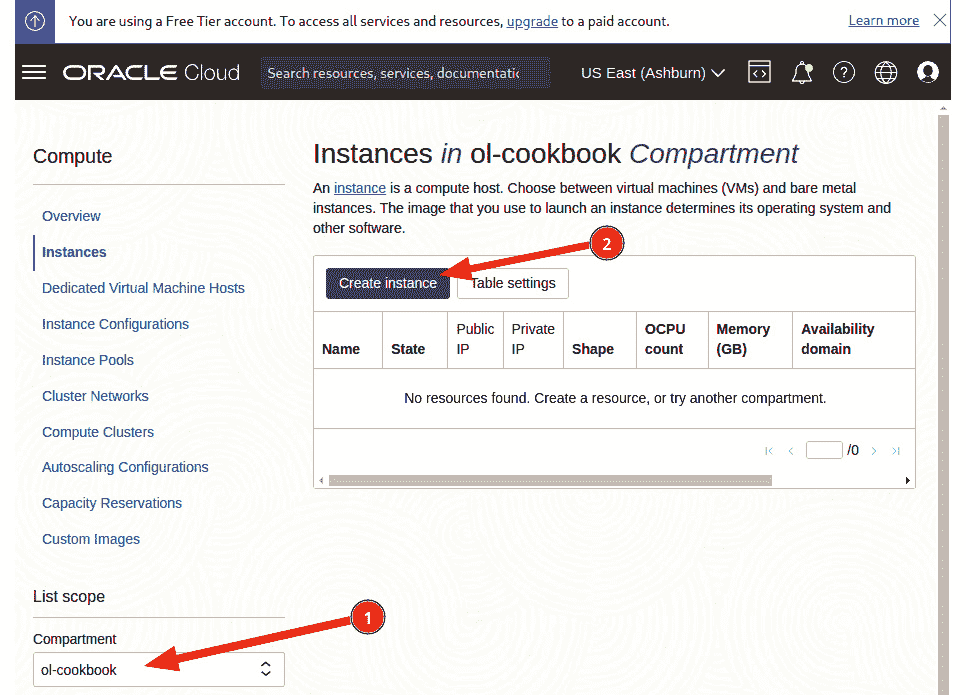 You are using a Free Tier account. To access all services and resources, upgrade to a paid account.
Learn more
ORACLE Cloud
Search resources, services, documentatic
US East (Ashburn)
Compute
Overview
Instances
Dedicated Virtual Machine Hosts
Instance Configurations
Instance Pools
Cluster Networks
Compute Clusters
Autoscaling Configurations
Capacity Reservations
Custom Images
List scope
Compartment
ol-cookbook
1
Instances in ol-cookbook Compartment
An instance is a compute host. Choose between virtual machines (VMs) and bare metal
instances. The image that you use to launch an instance determines its operating system and
other software.
2
Create instance
Table settings
Name
State
Public
IP
Private
IP
Shape
OCPU
count
Memory
(GB)
Availability
domain
No resources found. Create a resource, or try another compartment.
/0